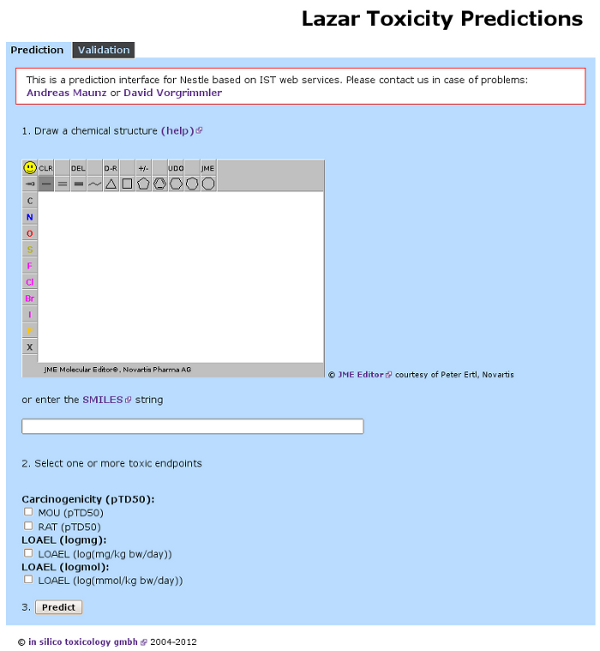 Lazar Toxicity Predictions
Prediction Validation
This is a prediction interface for Nestle based on IST web services. Please contact us in case of problems:
Andreas Maunz or David Vorgrimmler
1. Draw a chemical structure (help)
CLR DEL D-R +/- UDO JME
C
N
O
S
F
Cl
Br
I
P
X
JME Molecular Editor©, Novartis Pharma AG
© JME Editor courtesy of Peter Ertl, Novartis
or enter the SMILES string
2. Select one or more toxic endpoints
Carcinogenicity (pTD50):
MOU (pTD50)
RAT (pTD50)
LOAEL (logmg):
LOAEL (log(mg/kg bw/day))
LOAEL (logmol):
LOAEL (log(mmol/kg bw/day))
3. Predict
© in silico toxicology gmbh 2004-2012